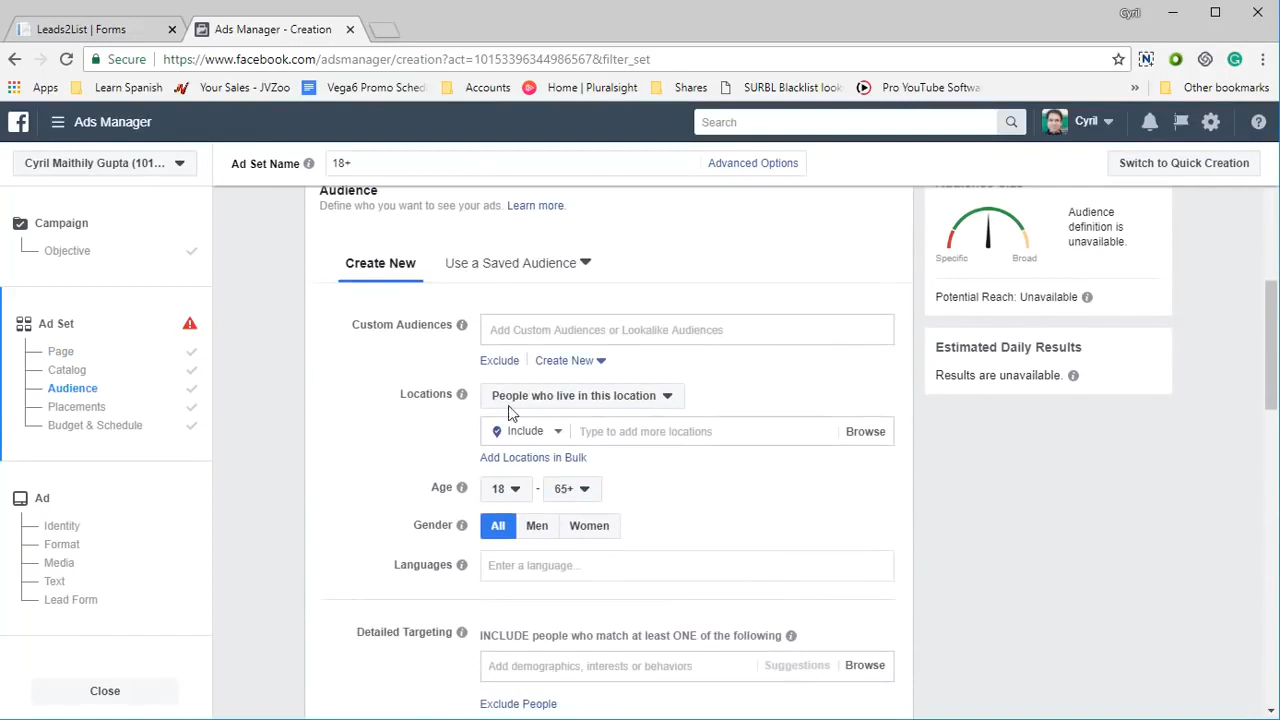 Cyril
Leads2List | Forms
Ads Manager - Creation
Secure
https://www.facebook.com/adsmanager/creation?act=10153396344986567&filter_set
Apps
Learn Spanish
Your Sales - JVZoo
Vega6 Promo Sched
Accounts
Home | Pluralsight
Shares
SURBL Blacklist look
Pro YouTube Softwa
»
Other bookmarks
Ads Manager
Search
Cyril
Cyril Maithily Gupta (101...
Ad Set Name
18+
Advanced Options
Switch to Quick Creation
Campaign
Objective
Ad Set
Page
Catalog
Audience
Placements
Budget & Schedule
Ad
Identity
Format
Media
Text
Lead Form
Close
Audience
Define who you want to see your ads. Learn more.
Create New
Use a Saved Audience
Custom Audiences
Add Custom Audiences or Lookalike Audiences
Exclude
Create New
Locations
People who live in this location
Include
Type to add more locations
Browse
Add Locations in Bulk
Age
18
-
65+
Gender
All
Men
Women
Languages
Enter a language...
Detailed Targeting
INCLUDE people who match at least ONE of the following
Add demographics, interests or behaviors
Suggestions
Browse
Exclude People
Audience
definition is
unavailable.
Specific
Broad
Potential Reach: Unavailable
Estimated Daily Results
Results are unavailable.